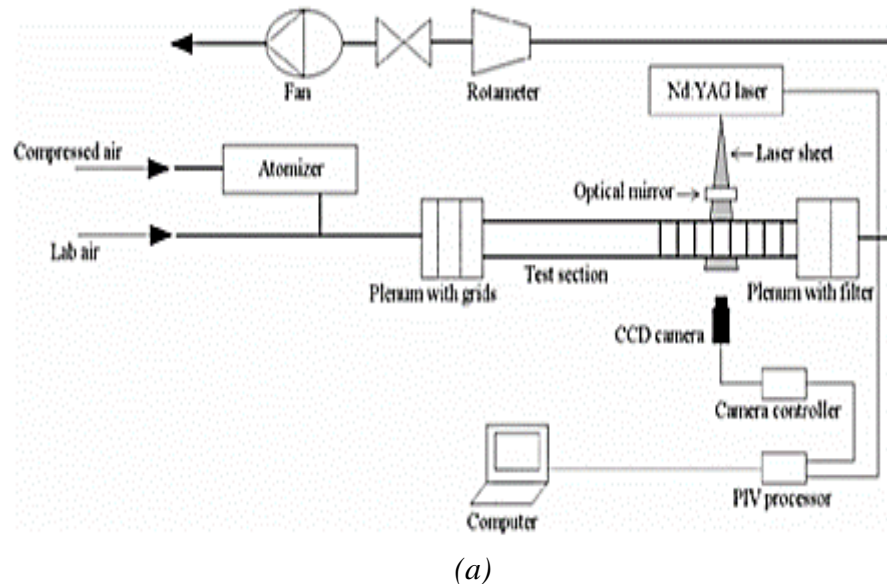 Fan
Rotameter
Nd:YAG laser
Compressed air
Atomizer
Laser sheet
Optical mirror
Lab air
Test section
Plenum with grids
Plenum with filter
CCD camera
Camera controller
PIV processor
Computer
(a)